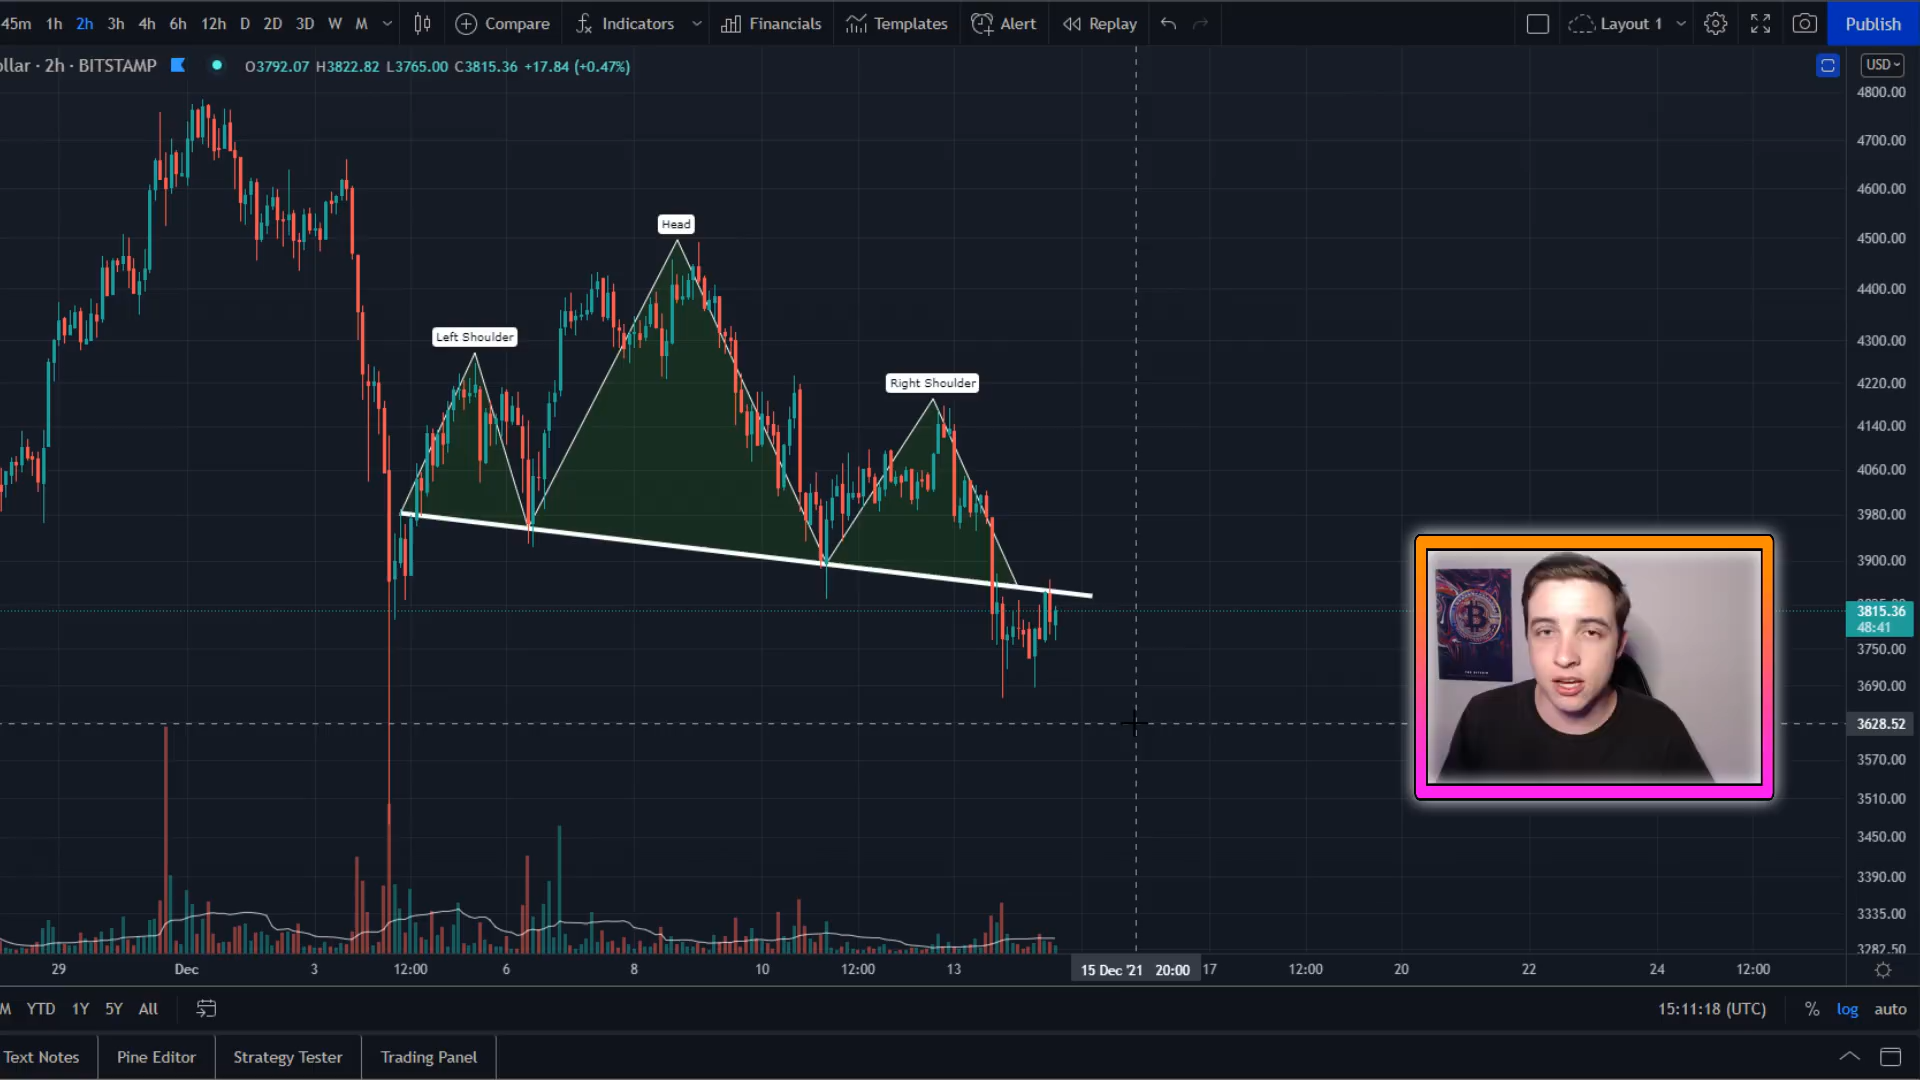 45m 1h 2h 3h 4h 6h 12h D 2D 3D W M Compare Indicators Financials Templates Alert Replay Layout 1 Publish
ollar · 2h · BITSTAMP O3792.07 H3822.82 L3765.00 C3815.36 +17.84 (+0.47%) USD
4800.00
4700.00
4600.00
Head
4500.00
4400.00
Left Shoulder
4300.00
Right Shoulder
4220.00
4140.00
4060.00
3980.00
3900.00
3815.36
48:41
3750.00
3690.00
3628.52
3570.00
3510.00
3450.00
3390.00
3335.00
3282.50
29 Dec 3 12:00 6 8 10 12:00 13 15 Dec '21 20:00 17 12:00 20 22 24 12:00
M YTD 1Y 5Y All 15:11:18 (UTC) % log auto
Text Notes Pine Editor Strategy Tester Trading Panel